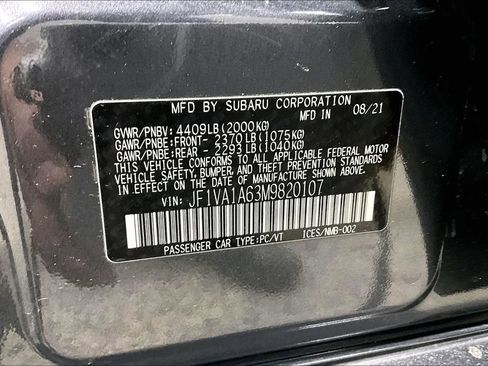 MFD BY SUBARU CORPORATION
MFD IN 08/21
GVWR/PNBV: 4409LB(2000KG)
GAWR/PNBE:FRONT- 2370LB(1075KG)
GAWR/PNBE:REAR - 2293LB(1040KG)
THIS VEHICLE CONFORMS TO ALL APPLICABLE FEDERAL MOTOR
VEHICLE SAFETY, BUMPER, AND THEFT PREVENTION STANDARDS
IN EFFECT ON THE DATE OF MANUFACTURE SHOWN ABOVE.
VIN: JF1VA1A63M9820107
PASSENGER CAR TYPE:PC/VT ICES/NMB-002